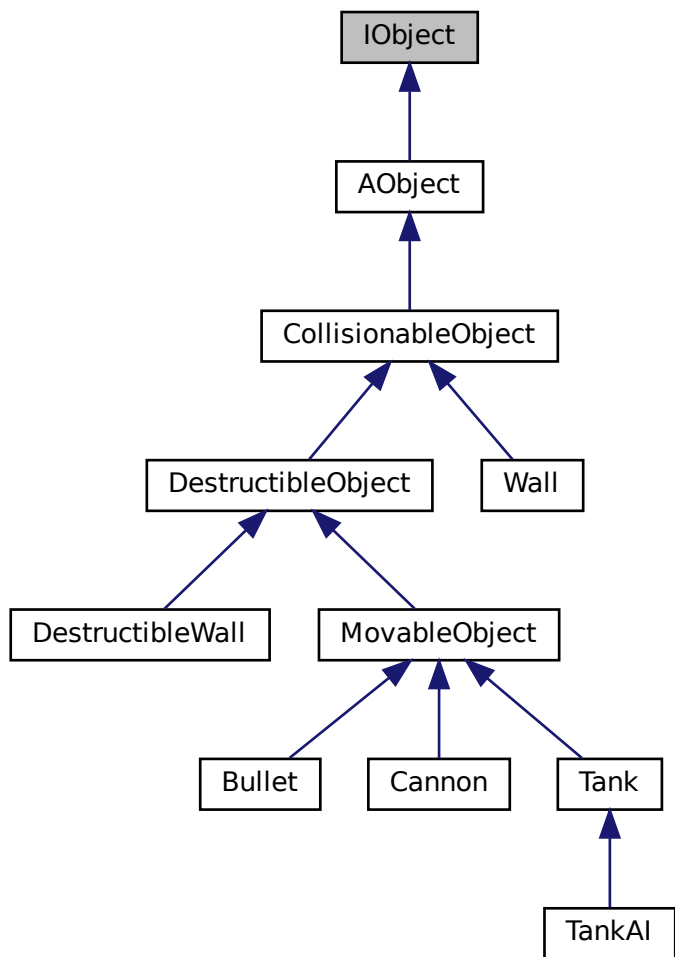 IObject
AObject
CollisionableObject
DestructibleObject
Wall
DestructibleWall
MovableObject
Bullet
Cannon
Tank
TankAI